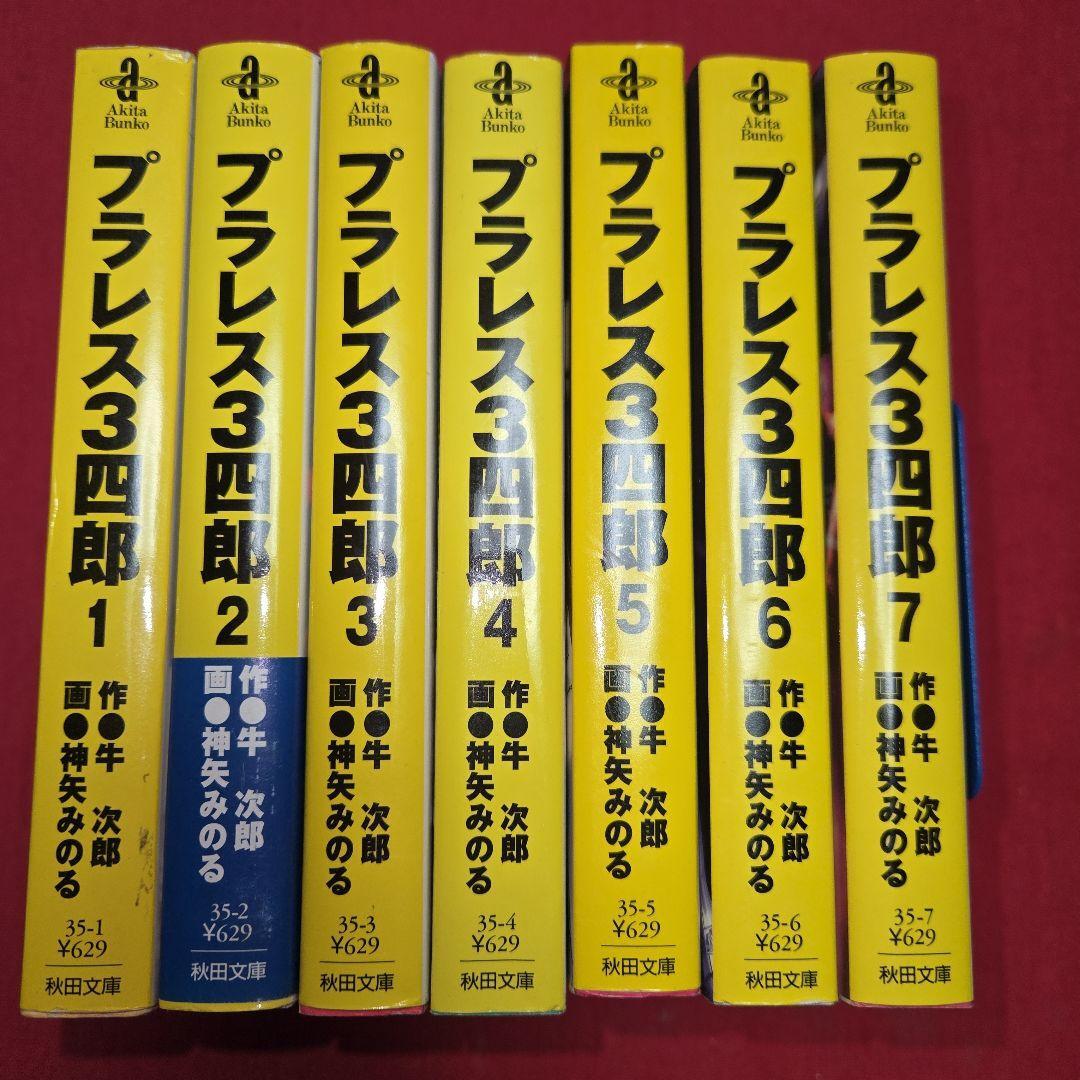 a
Akita
Bunko
プラレス3四郎
1
作●牛 次郎
画●神矢みのる
35-1
¥629
秋田文庫
a
Akita
Bunko
プラレス3四郎
2
作●牛 次郎
画●神矢みのる
35-2
¥629
秋田文庫
a
Akita
Bunko
プラレス3四郎
3
作●牛 次郎
画●神矢みのる
35-3
¥629
秋田文庫
a
Akita
Bunko
プラレス3四郎
4
作●牛 次郎
画●神矢みのる
35-4
¥629
秋田文庫
a
Akita
Bunko
プラレス3四郎
5
作●牛 次郎
画●神矢みのる
35-5
¥629
秋田文庫
a
Akita
Bunko
プラレス3四郎
6
作●牛 次郎
画●神矢みのる
35-6
¥629
秋田文庫
a
Akita
Bunko
プラレス3四郎
7
作●牛 次郎
画●神矢みのる
35-7
¥629
秋田文庫